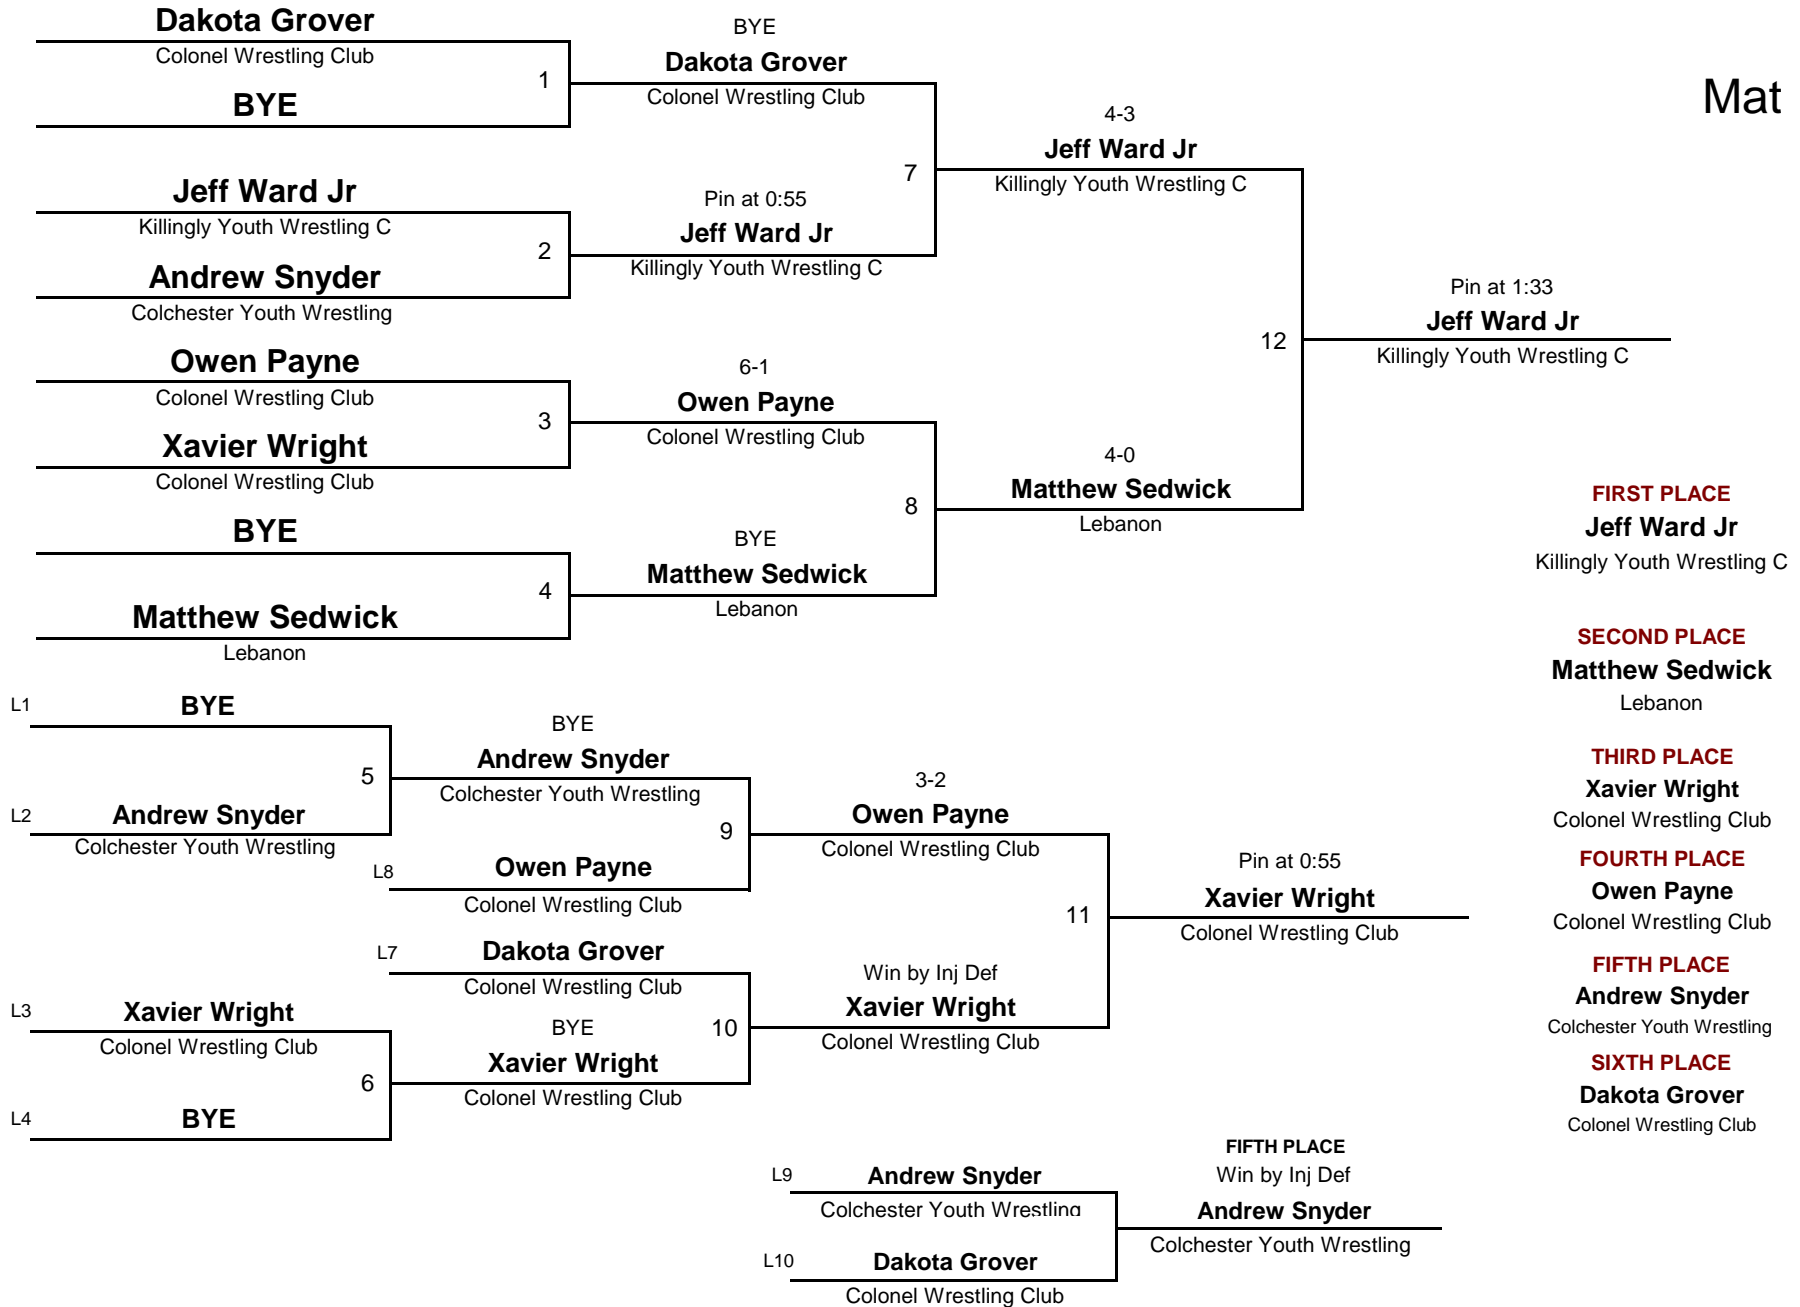 Dakota Grover
Colonel Wrestling Club
1
BYE
BYE
Dakota Grover
Colonel Wrestling Club
Mat
Jeff Ward Jr
Killingly Youth Wrestling C
2
Andrew Snyder
Colchester Youth Wrestling
Pin at 0:55
Jeff Ward Jr
Killingly Youth Wrestling C
7
4-3
Jeff Ward Jr
Killingly Youth Wrestling C
Owen Payne
Colonel Wrestling Club
3
Xavier Wright
Colonel Wrestling Club
6-1
Owen Payne
Colonel Wrestling Club
BYE
4
Matthew Sedwick
Lebanon
BYE
Matthew Sedwick
Lebanon
8
4-0
Matthew Sedwick
Lebanon
12
Pin at 1:33
Jeff Ward Jr
Killingly Youth Wrestling C
FIRST PLACE
Jeff Ward Jr
Killingly Youth Wrestling C
SECOND PLACE
Matthew Sedwick
Lebanon
THIRD PLACE
Xavier Wright
Colonel Wrestling Club
FOURTH PLACE
Owen Payne
Colonel Wrestling Club
FIFTH PLACE
Andrew Snyder
Colchester Youth Wrestling
SIXTH PLACE
Dakota Grover
Colonel Wrestling Club
L1
BYE
5
L2
Andrew Snyder
Colchester Youth Wrestling
BYE
Andrew Snyder
Colchester Youth Wrestling
9
L8
Owen Payne
Colonel Wrestling Club
3-2
Owen Payne
Colonel Wrestling Club
L7
Dakota Grover
Colonel Wrestling Club
L3
Xavier Wright
Colonel Wrestling Club
6
L4
BYE
BYE
10
Xavier Wright
Colonel Wrestling Club
Win by Inj Def
Xavier Wright
Colonel Wrestling Club
11
Pin at 0:55
Xavier Wright
Colonel Wrestling Club
L9
Andrew Snyder
Colchester Youth Wrestling
L10
Dakota Grover
Colonel Wrestling Club
FIFTH PLACE
Win by Inj Def
Andrew Snyder
Colchester Youth Wrestling